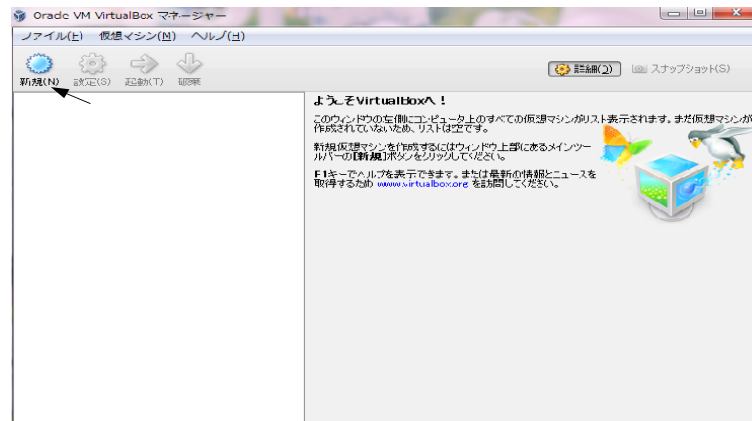 Oracle VM VirtualBox マネージャー
ファイル(F) 仮想マシン(M) ヘルプ(H)
新規(N) 設定(S) 起動(T) 破棄
詳細(D) スナップショット(S)
ようこそVirtualBoxへ！
このウィンドウの左側にコンピュータ上のすべての仮想マシンがリスト表示されます。まだ仮想マシンが
作成されていないため、リストは空です。
新規仮想マシンを作成するにはウィンドウ上部にあるメインツー
ルバーの[新規]ボタンをクリックしてください。
F1キーでヘルプを表示できます。または最新の情報とニュースを
取得するため www.virtualbox.org を訪問してください。